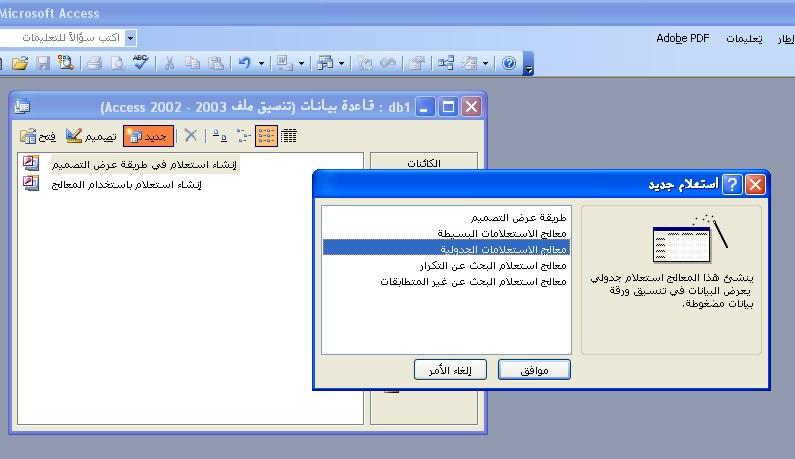 Microsoft Access
إطار تعليمات Adobe PDF اكتب سؤالاً للتعليمات
db1 : قاعدة بيانات (تنسيق ملف Access 2002 - 2003)
فتح تصميم جديد
الكائنات
إنشاء استعلام في طريقة عرض التصميم
إنشاء استعلام باستخدام المعالج
استعلام جديد
طريقة عرض التصميم
معالج الاستعلامات البسيطة
معالج الاستعلامات الجدولية
معالج استعلام البحث عن التكرار
معالج استعلام البحث عن غير المتطابقات
ينشئ هذا المعالج استعلام جدولي
يعرض البيانات في تنسيق ورقة
بيانات مضغوطة.
موافق
إلغاء الأمر